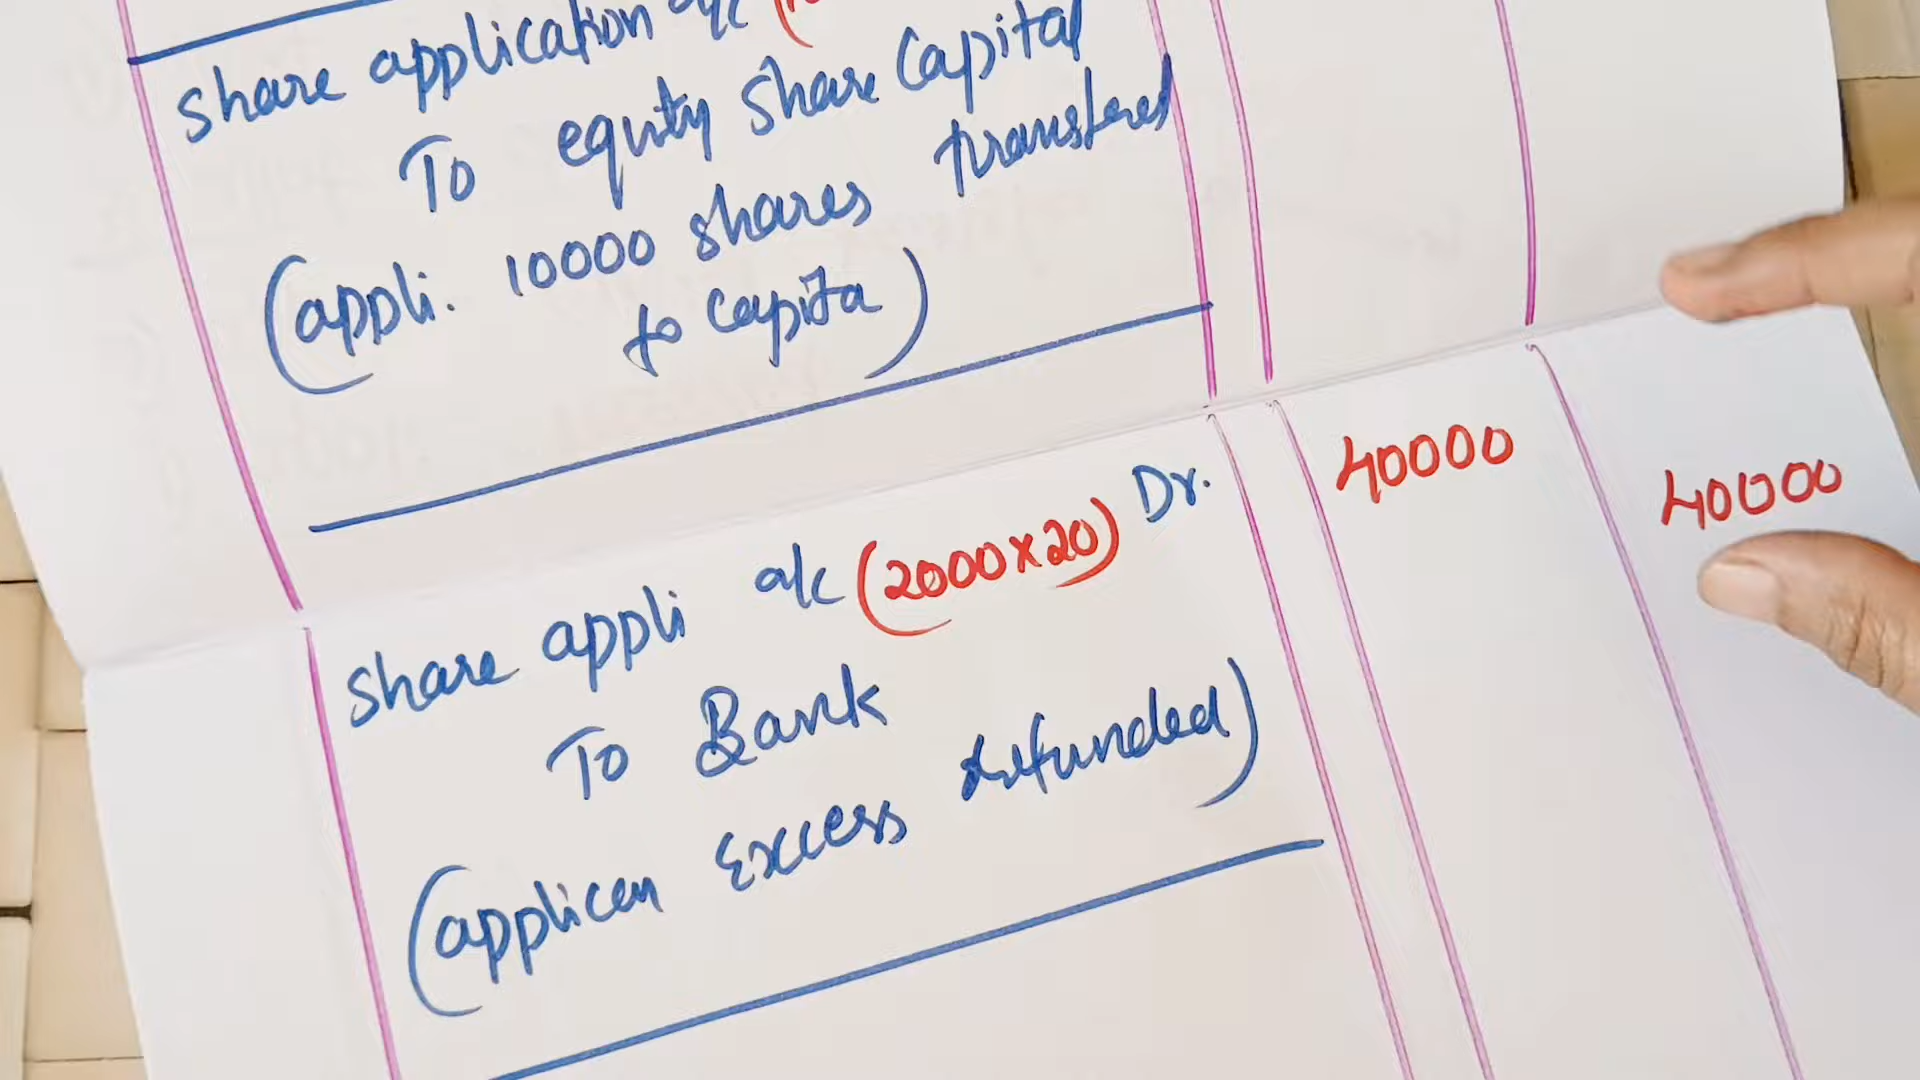 Share application a/c
To equity Share Capital
(appli. 10000 shares transfered
to Capita)
Share appli a/c (2000x20) Dr. 40000
To Bank 40000
(applicen Excess refunded)